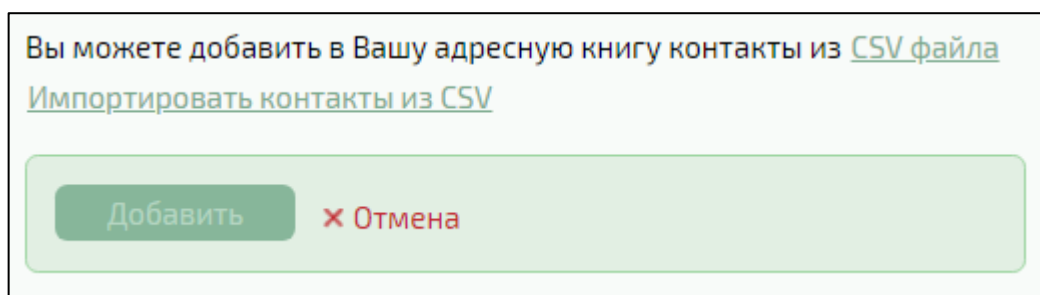 Вы можете добавить в Вашу адресную книгу контакты из CSV файла
Импортировать контакты из CSV
Добавить × Отмена